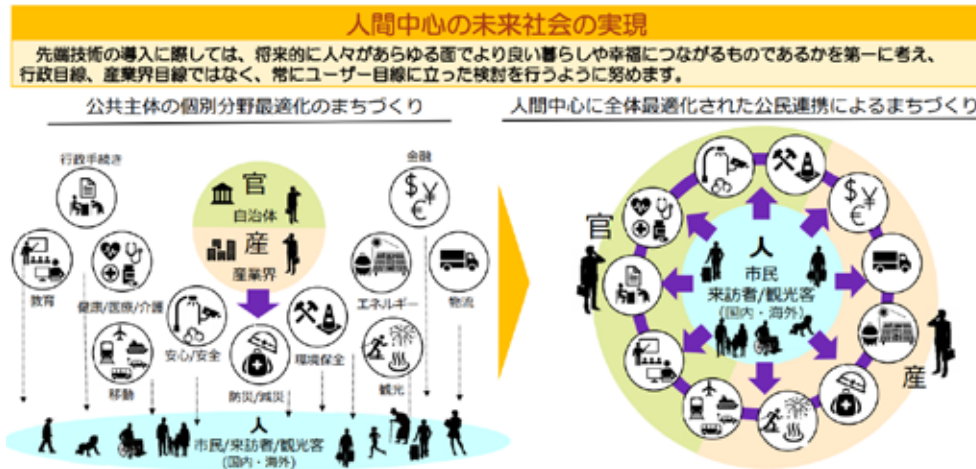 人間中心の未来社会の実現
先端技術の導入に際しては、将来的に人々があらゆる面でより良い暮らしや幸福につながるものであるかを第一に考え、
行政目線、産業界目線ではなく、常にユーザー目線に立った検討を行うように努めます。
公共主体の個別分野最適化のまちづくり
行政手続き
金融
官
自治体
産
産業界
教育
健康/医療/介護
エネルギー
物流
安心/安全
環境保全
移動
防災/減災
観光
人
市民/来訪者/観光客
(国内・海外)
人間中心に全体最適化された公民連携によるまちづくり
官
人
市民
来訪者/観光客
(国内・海外)
産